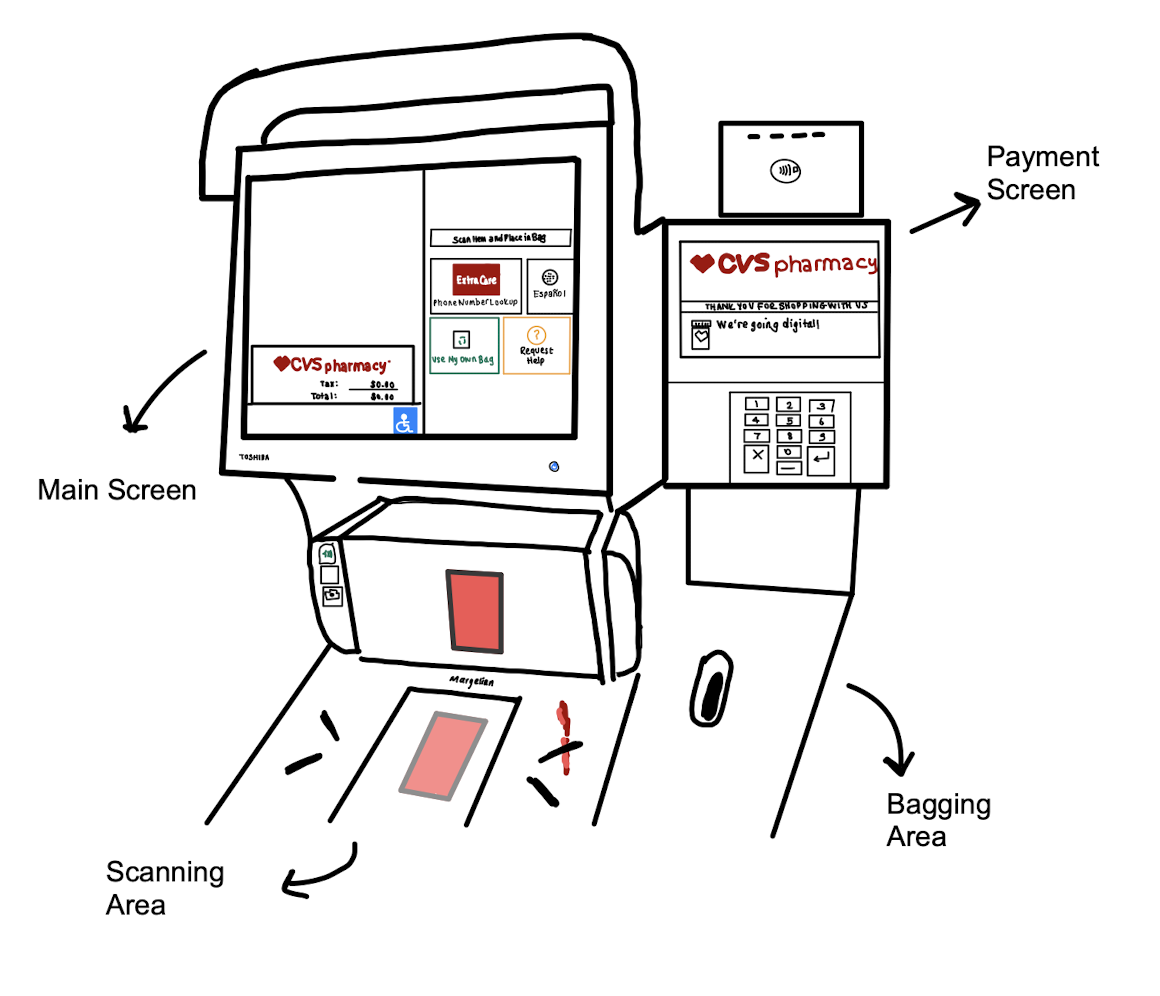 Payment
Screen
Scan Item and Place in Bag
ExtraCare
Phone Number Lookup
Español
Use My Own Bag
?
Request
Help
CVS pharmacy
Tax: $0.00
Total: $0.00
TOSHIBA
CVS pharmacy
THANK YOU FOR SHOPPING WITH US
We're going digital!
1 2 3
4 5 6
7 8 9
X 0
Main Screen
Margelian
Bagging
Area
Scanning
Area